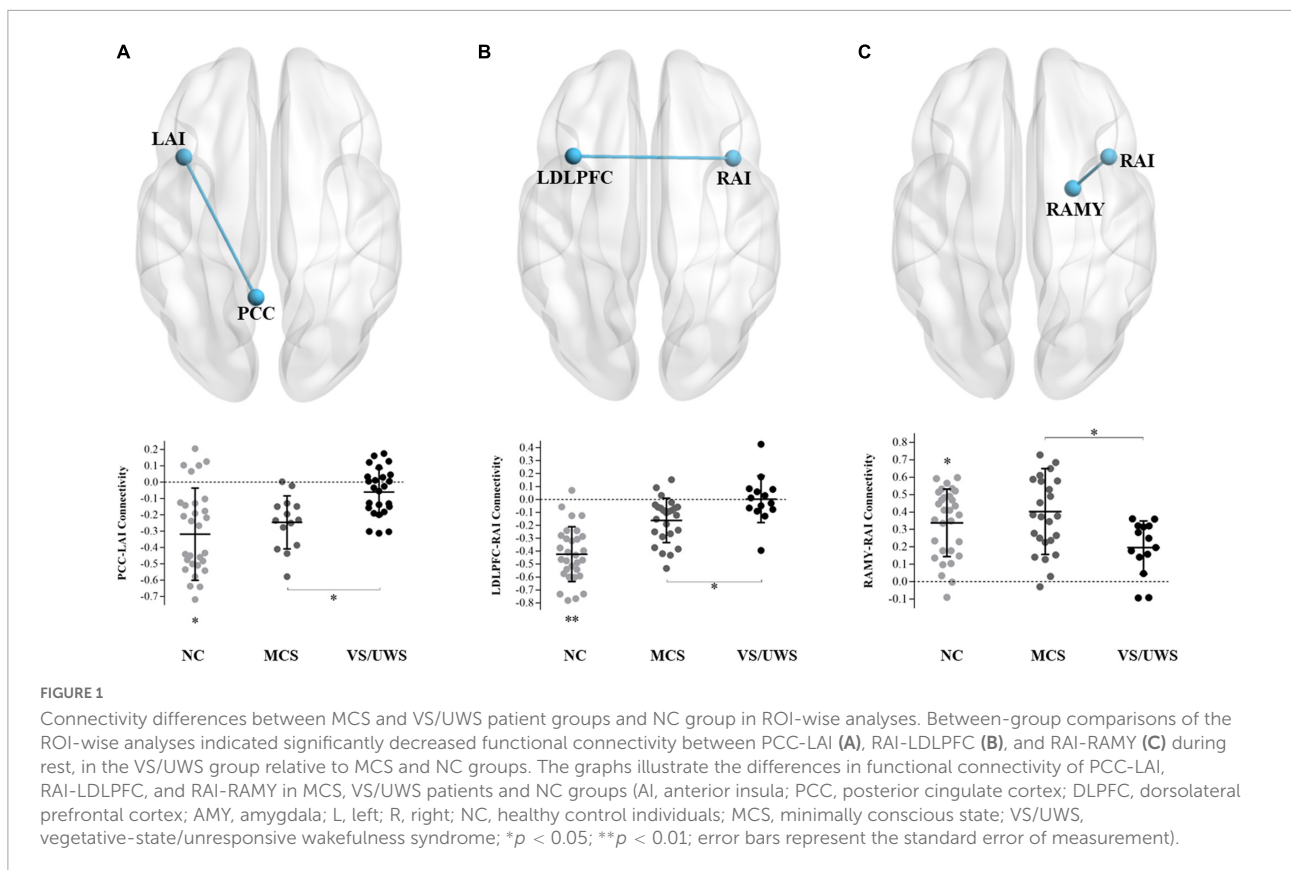 A
B
C
LAI
PCC
LDLPFC
RAI
RAI
RAMY
PCC-LAI Connectivity
0.2
0.1
0.0
-0.1
-0.2
-0.3
-0.4
-0.5
-0.6
-0.7
*
*
NC MCS VS/UWS
LDLPFC-RAI Connectivity
0.4
0.3
0.2
0.1
0.0
-0.1
-0.2
-0.3
-0.4
-0.5
-0.6
-0.7
-0.8
**
*
NC MCS VS/UWS
RAMY-RAI Connectivity
0.8
0.7
0.6
0.5
0.4
0.3
0.2
0.1
0.0
-0.1
*
*
NC MCS VS/UWS
FIGURE 1
Connectivity differences between MCS and VS/UWS patient groups and NC group in ROI-wise analyses. Between-group comparisons of the
ROI-wise analyses indicated significantly decreased functional connectivity between PCC-LAI (A), RAI-LDLPFC (B), and RAI-RAMY (C) during
rest, in the VS/UWS group relative to MCS and NC groups. The graphs illustrate the differences in functional connectivity of PCC-LAI,
RAI-LDLPFC, and RAI-RAMY in MCS, VS/UWS patients and NC groups (AI, anterior insula; PCC, posterior cingulate cortex; DLPFC, dorsolateral
prefrontal cortex; AMY, amygdala; L, left; R, right; NC, healthy control individuals; MCS, minimally conscious state; VS/UWS,
vegetative-state/unresponsive wakefulness syndrome; *p < 0.05; **p < 0.01; error bars represent the standard error of measurement).